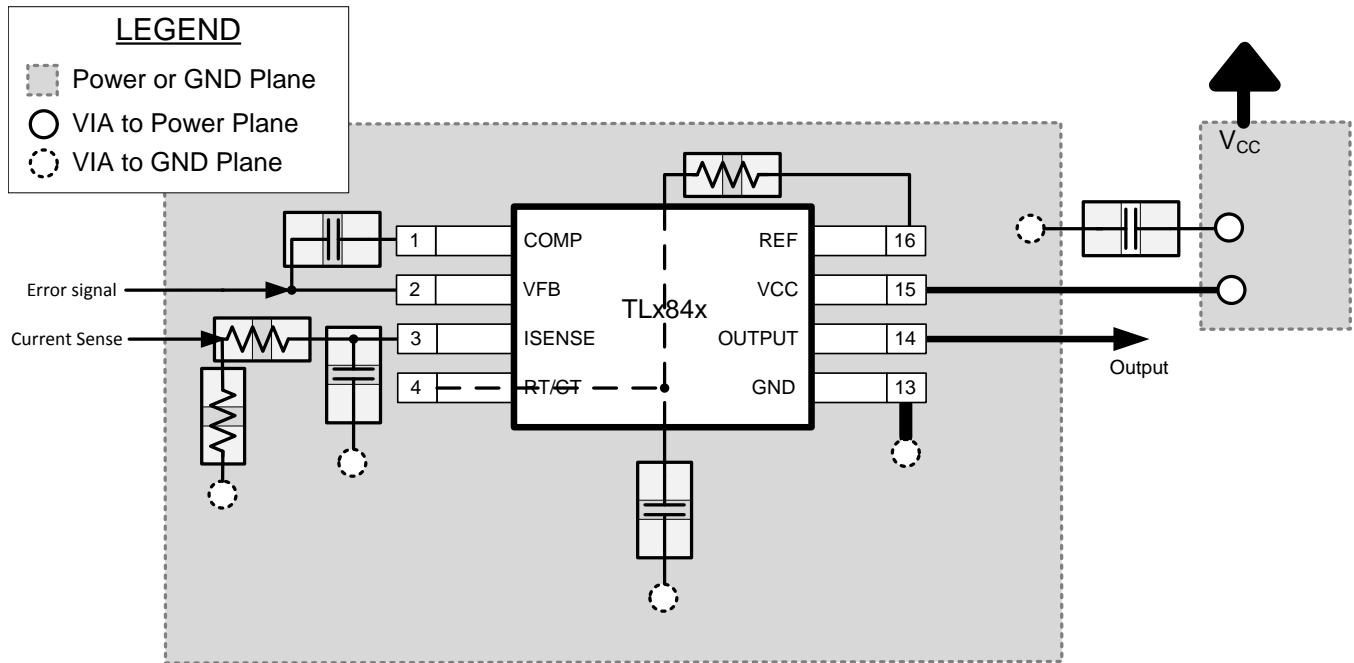 LEGEND
Power or GND Plane
VIA to Power Plane
VIA to GND Plane
VCC
1 COMP REF 16
Error signal
2 VFB VCC 15
TLx84x
Current Sense
3 ISENSE OUTPUT 14
Output
4 RT/CT GND 13